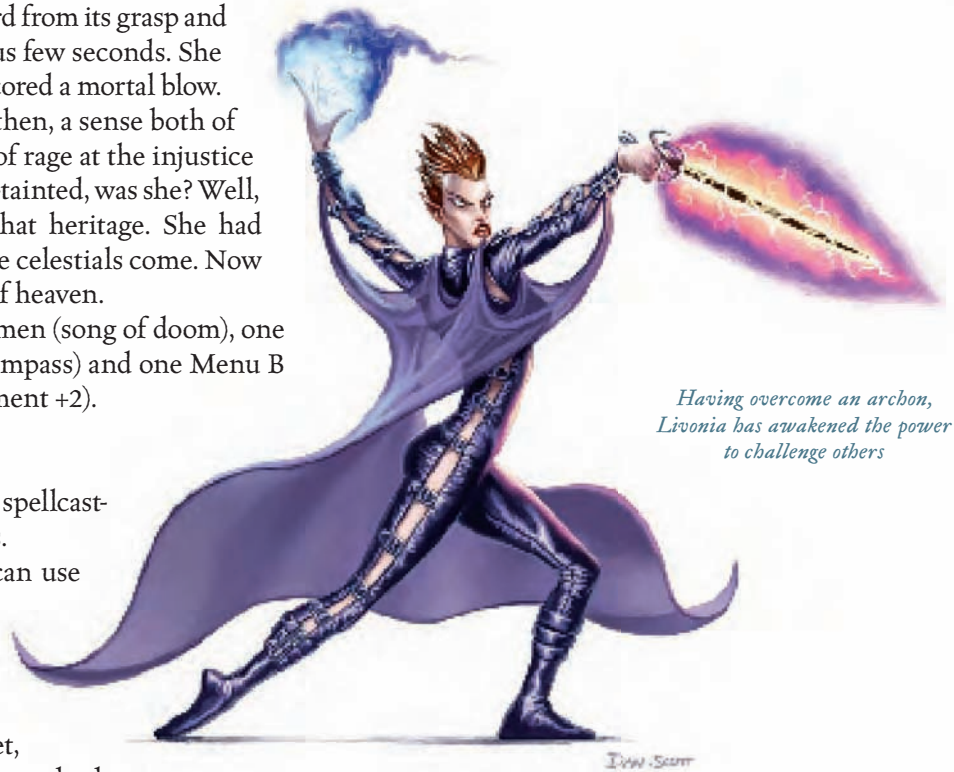 rd from its grasp and
us few seconds. She
cored a mortal blow.
then, a sense both of
of rage at the injustice
tainted, was she? Well,
hat heritage. She had
e celestials come. Now
f heaven.
men (song of doom), one
mpass) and one Menu B
ment +2).
spellcast-
can use
et,
Having overcome an archon,
Livonia has awakened the power
to challenge others
DAN SCOTT